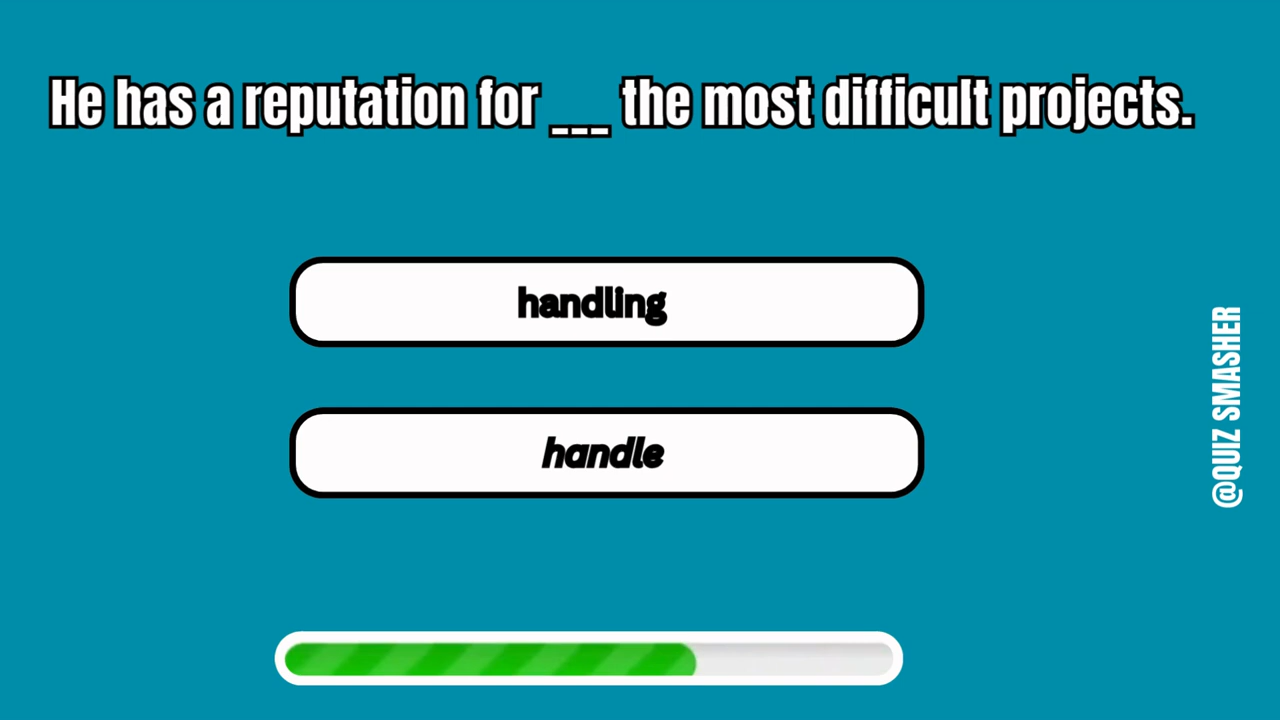 He has a reputation for ___ the most difficult projects.
handling
handle
@QUIZ SMASHER